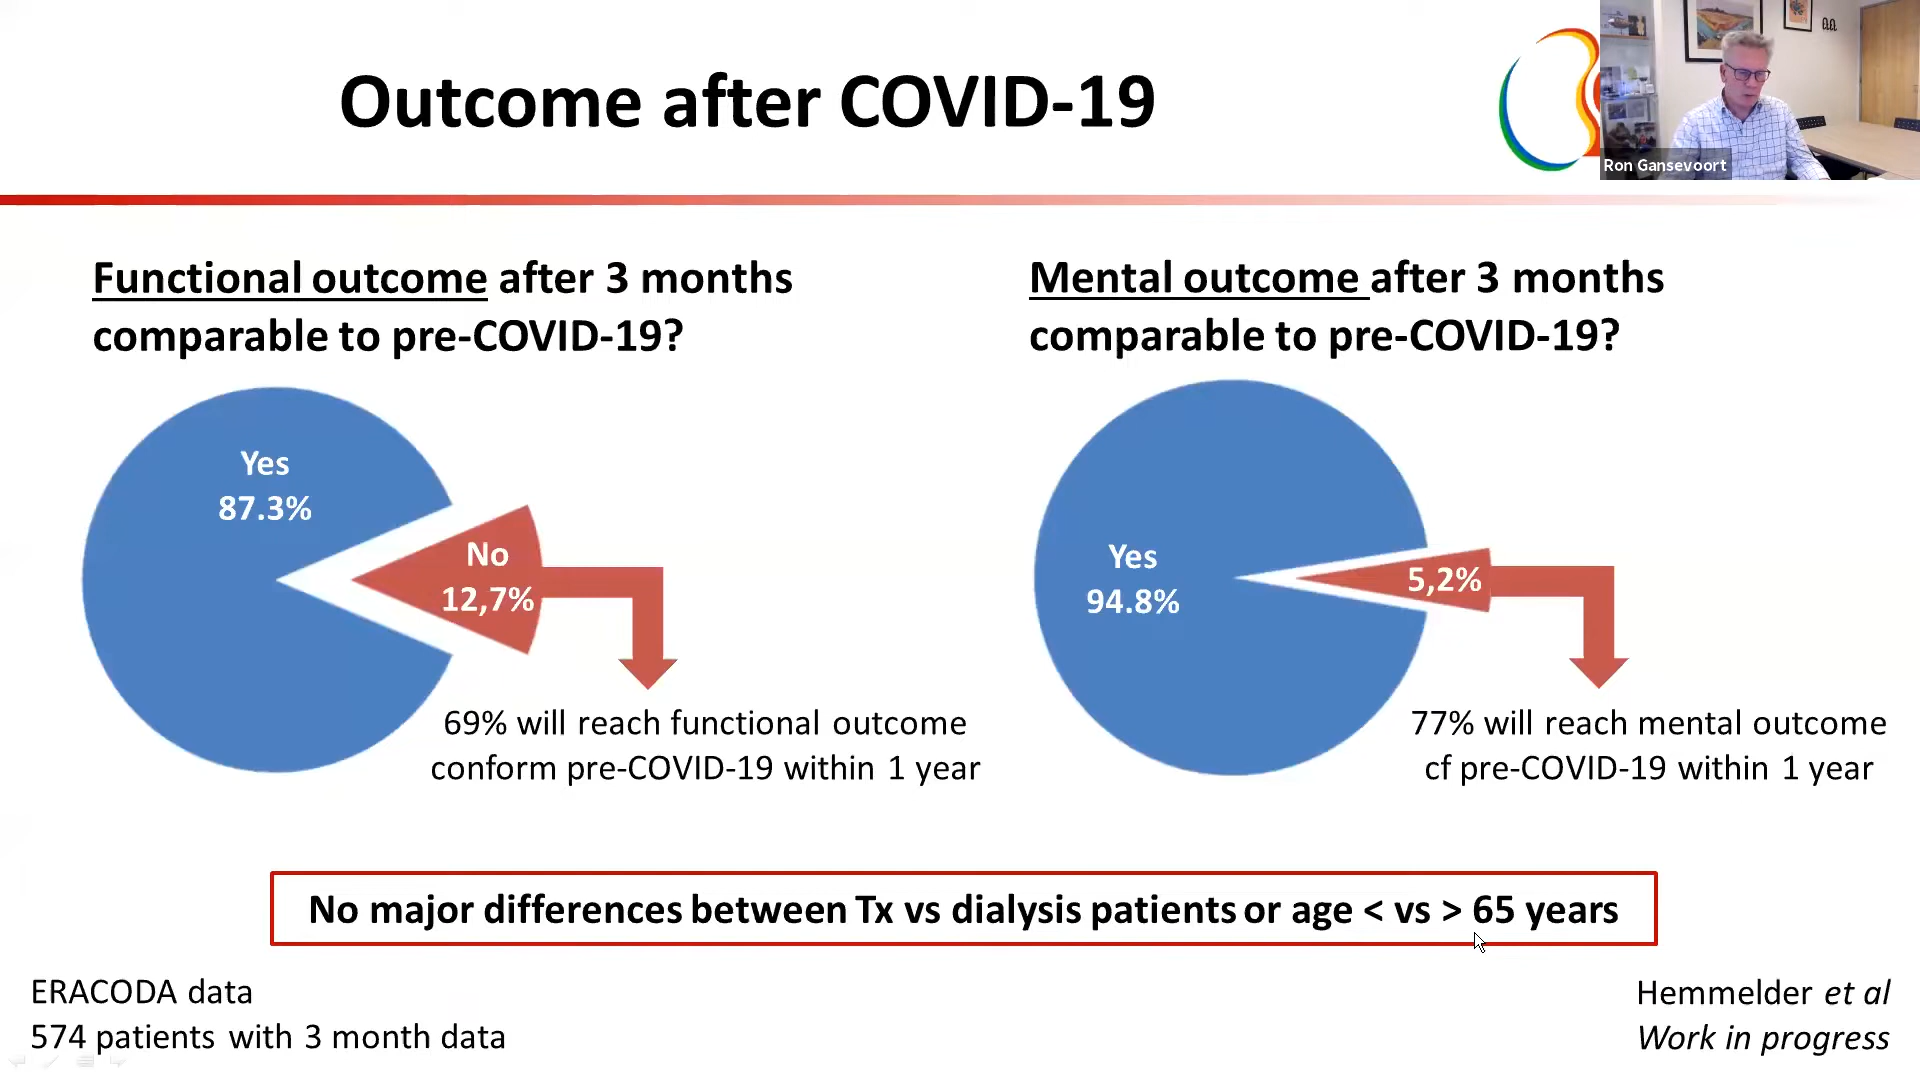 Outcome after COVID-19
Ron Gansevoort
Functional outcome after 3 months
comparable to pre-COVID-19?
Mental outcome after 3 months
comparable to pre-COVID-19?
Yes
87.3%
No
12,7%
Yes
94.8%
5,2%
69% will reach functional outcome
conform pre-COVID-19 within 1 year
77% will reach mental outcome
cf pre-COVID-19 within 1 year
No major differences between Tx vs dialysis patients or age < vs > 65 years
ERACODA data
574 patients with 3 month data
Hemmelder et al
Work in progress